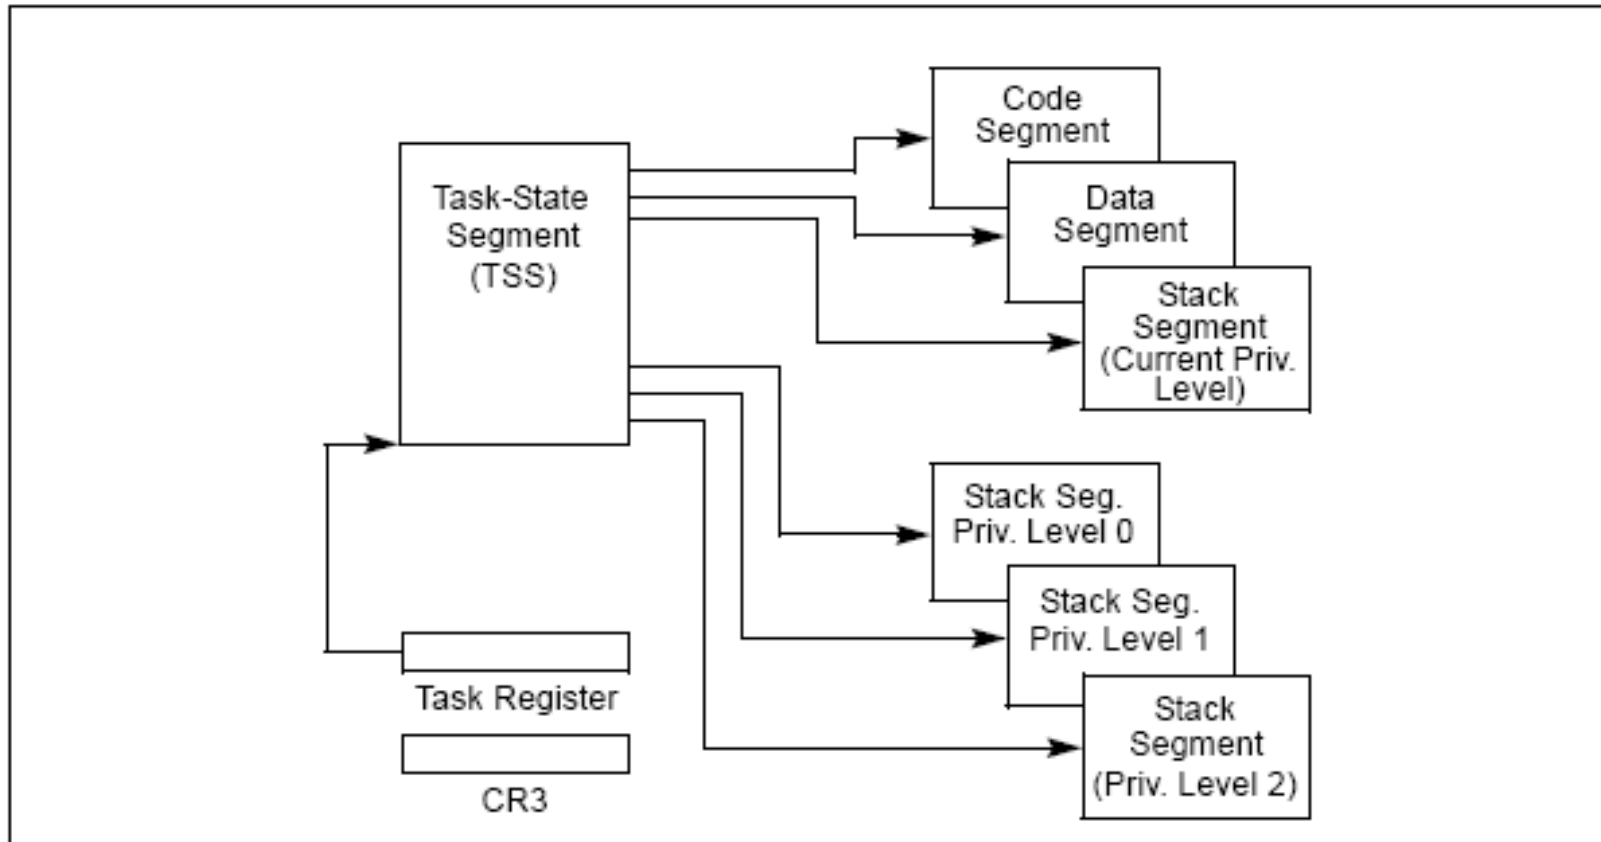 Code
Segment
Task-State
Segment
(TSS)
Data
Segment
Stack
Segment
(Current Priv.
Level)
Stack Seg.
Priv. Level 0
Stack Seg.
Priv. Level 1
Task Register
Stack
Segment
(Priv. Level 2)
CR3